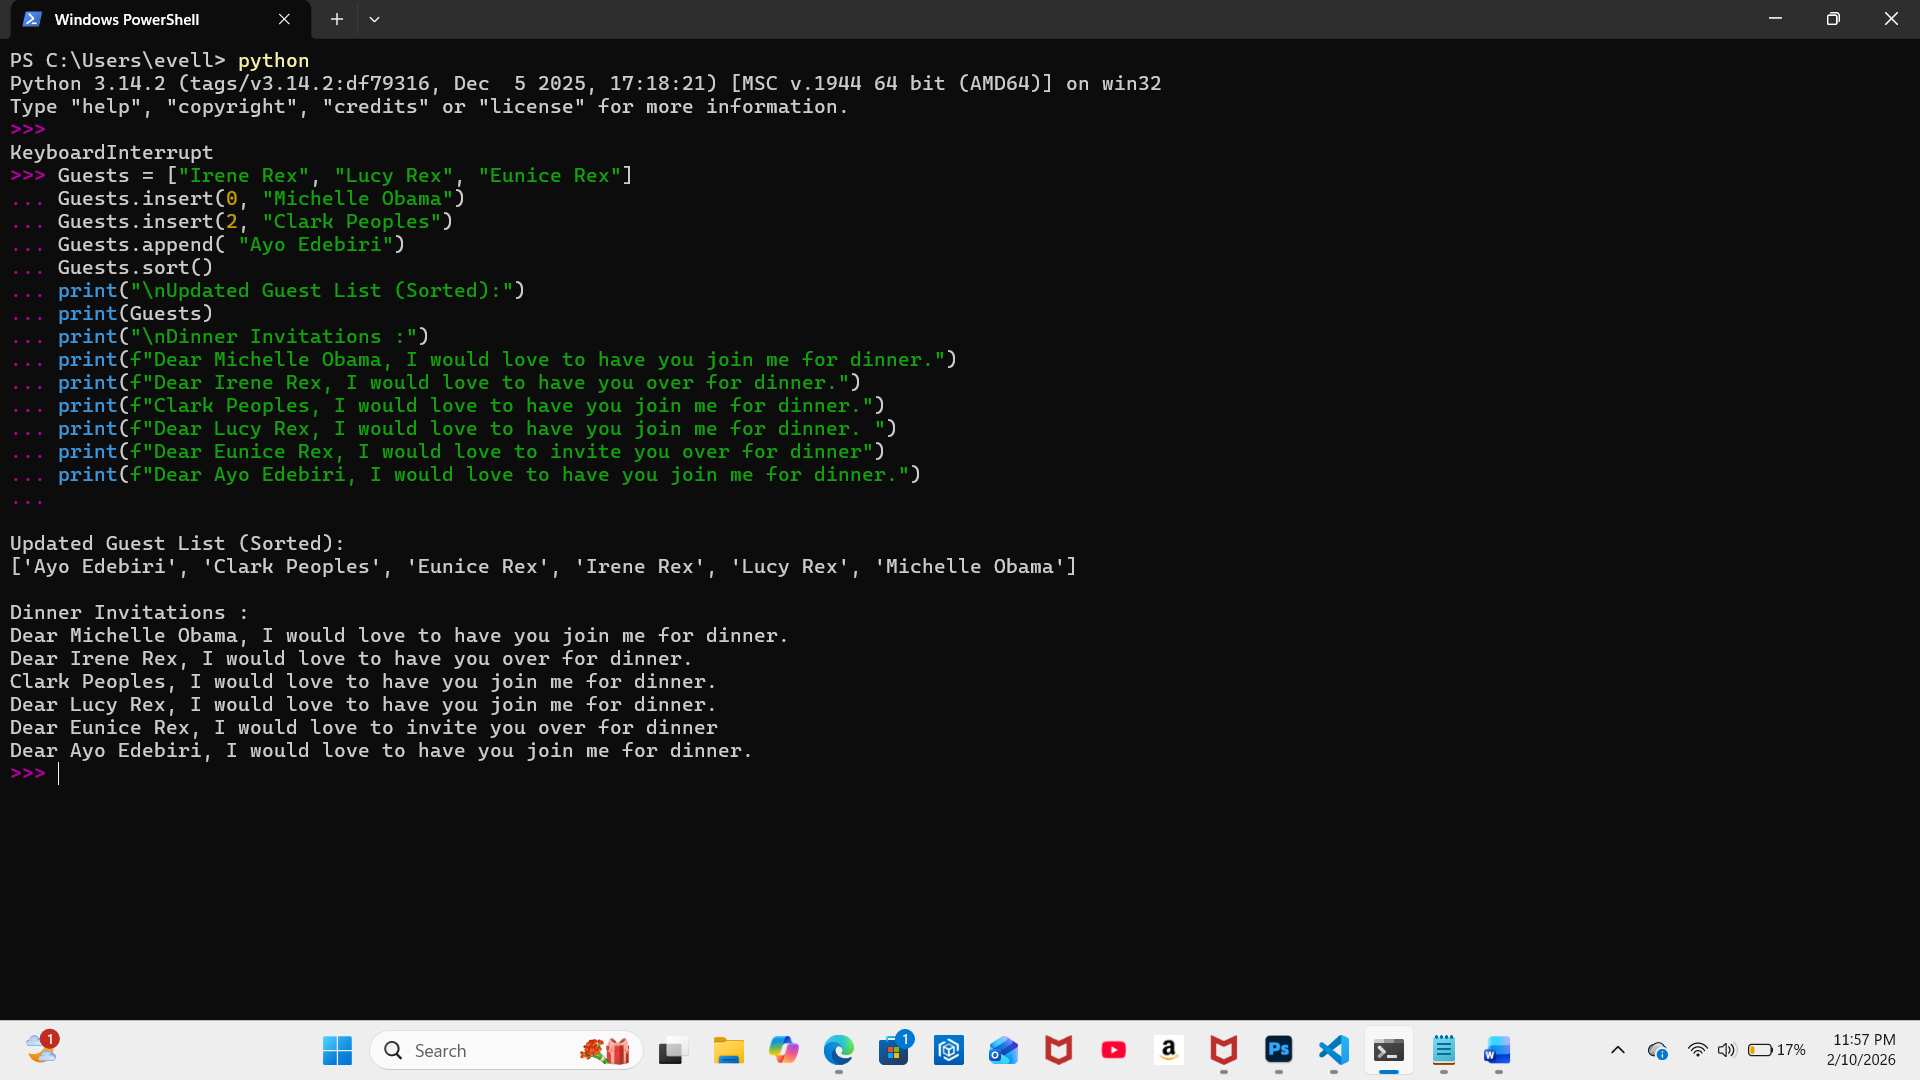 Windows PowerShell
PS C:\Users\evell> python
Python 3.14.2 (tags/v3.14.2:df79316, Dec  5 2025, 17:18:21) [MSC v.1944 64 bit (AMD64)] on win32
Type "help", "copyright", "credits" or "license" for more information.
>>>
KeyboardInterrupt
>>> Guests = ["Irene Rex", "Lucy Rex", "Eunice Rex"]
... Guests.insert(0, "Michelle Obama")
... Guests.insert(2, "Clark Peoples")
... Guests.append( "Ayo Edebiri")
... Guests.sort()
... print("\nUpdated Guest List (Sorted):")
... print(Guests)
... print("\nDinner Invitations :")
... print(f"Dear Michelle Obama, I would love to have you join me for dinner.")
... print(f"Dear Irene Rex, I would love to have you over for dinner.")
... print(f"Clark Peoples, I would love to have you join me for dinner.")
... print(f"Dear Lucy Rex, I would love to have you join me for dinner. ")
... print(f"Dear Eunice Rex, I would love to invite you over for dinner")
... print(f"Dear Ayo Edebiri, I would love to have you join me for dinner.")
...
Updated Guest List (Sorted):
['Ayo Edebiri', 'Clark Peoples', 'Eunice Rex', 'Irene Rex', 'Lucy Rex', 'Michelle Obama']
Dinner Invitations :
Dear Michelle Obama, I would love to have you join me for dinner.
Dear Irene Rex, I would love to have you over for dinner.
Clark Peoples, I would love to have you join me for dinner.
Dear Lucy Rex, I would love to have you join me for dinner.
Dear Eunice Rex, I would love to invite you over for dinner
Dear Ayo Edebiri, I would love to have you join me for dinner.
>>>
1
Search
1
a
Ps
W
17%
11:57 PM
2/10/2026